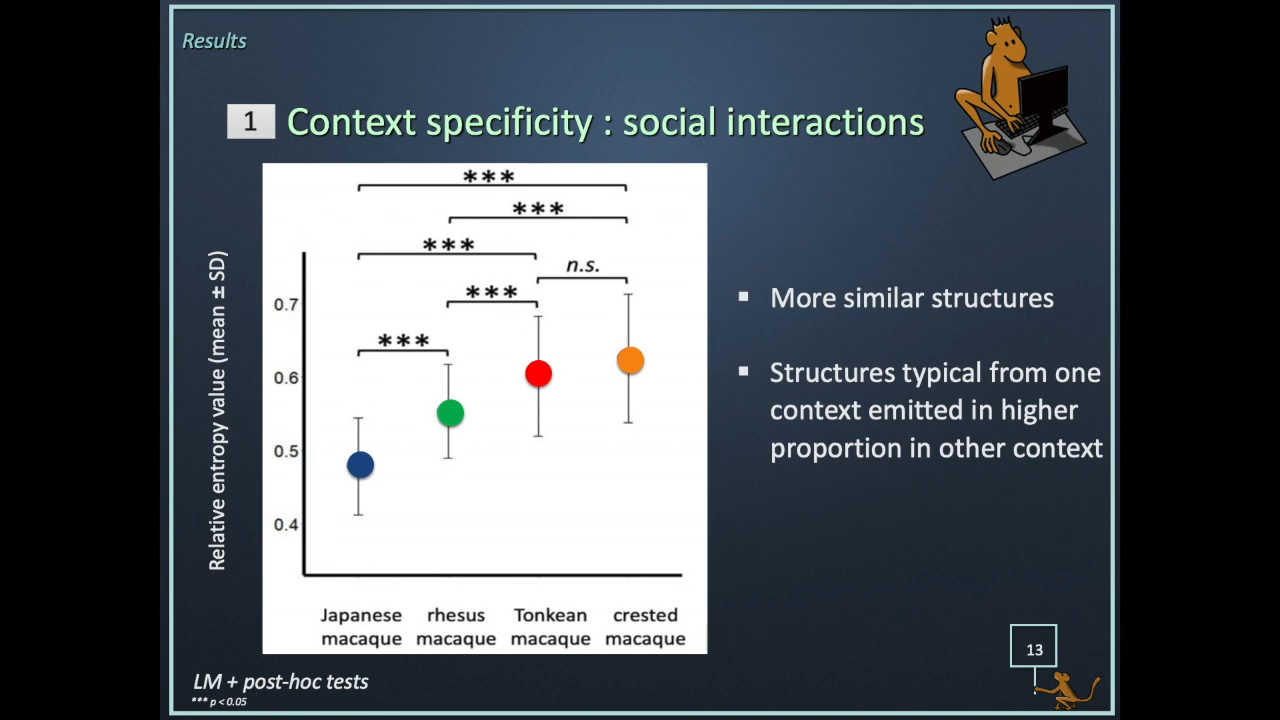 Results
1 Context specificity : social interactions
***
***
***
n.s.
***
***
0.7
0.6
0.5
0.4
Relative entropy value (mean ± SD)
Japanese macaque
rhesus macaque
Tonkean macaque
crested macaque
▪ More similar structures
▪ Structures typical from one
context emitted in higher
proportion in other context
LM + post-hoc tests
*** p < 0.05
13